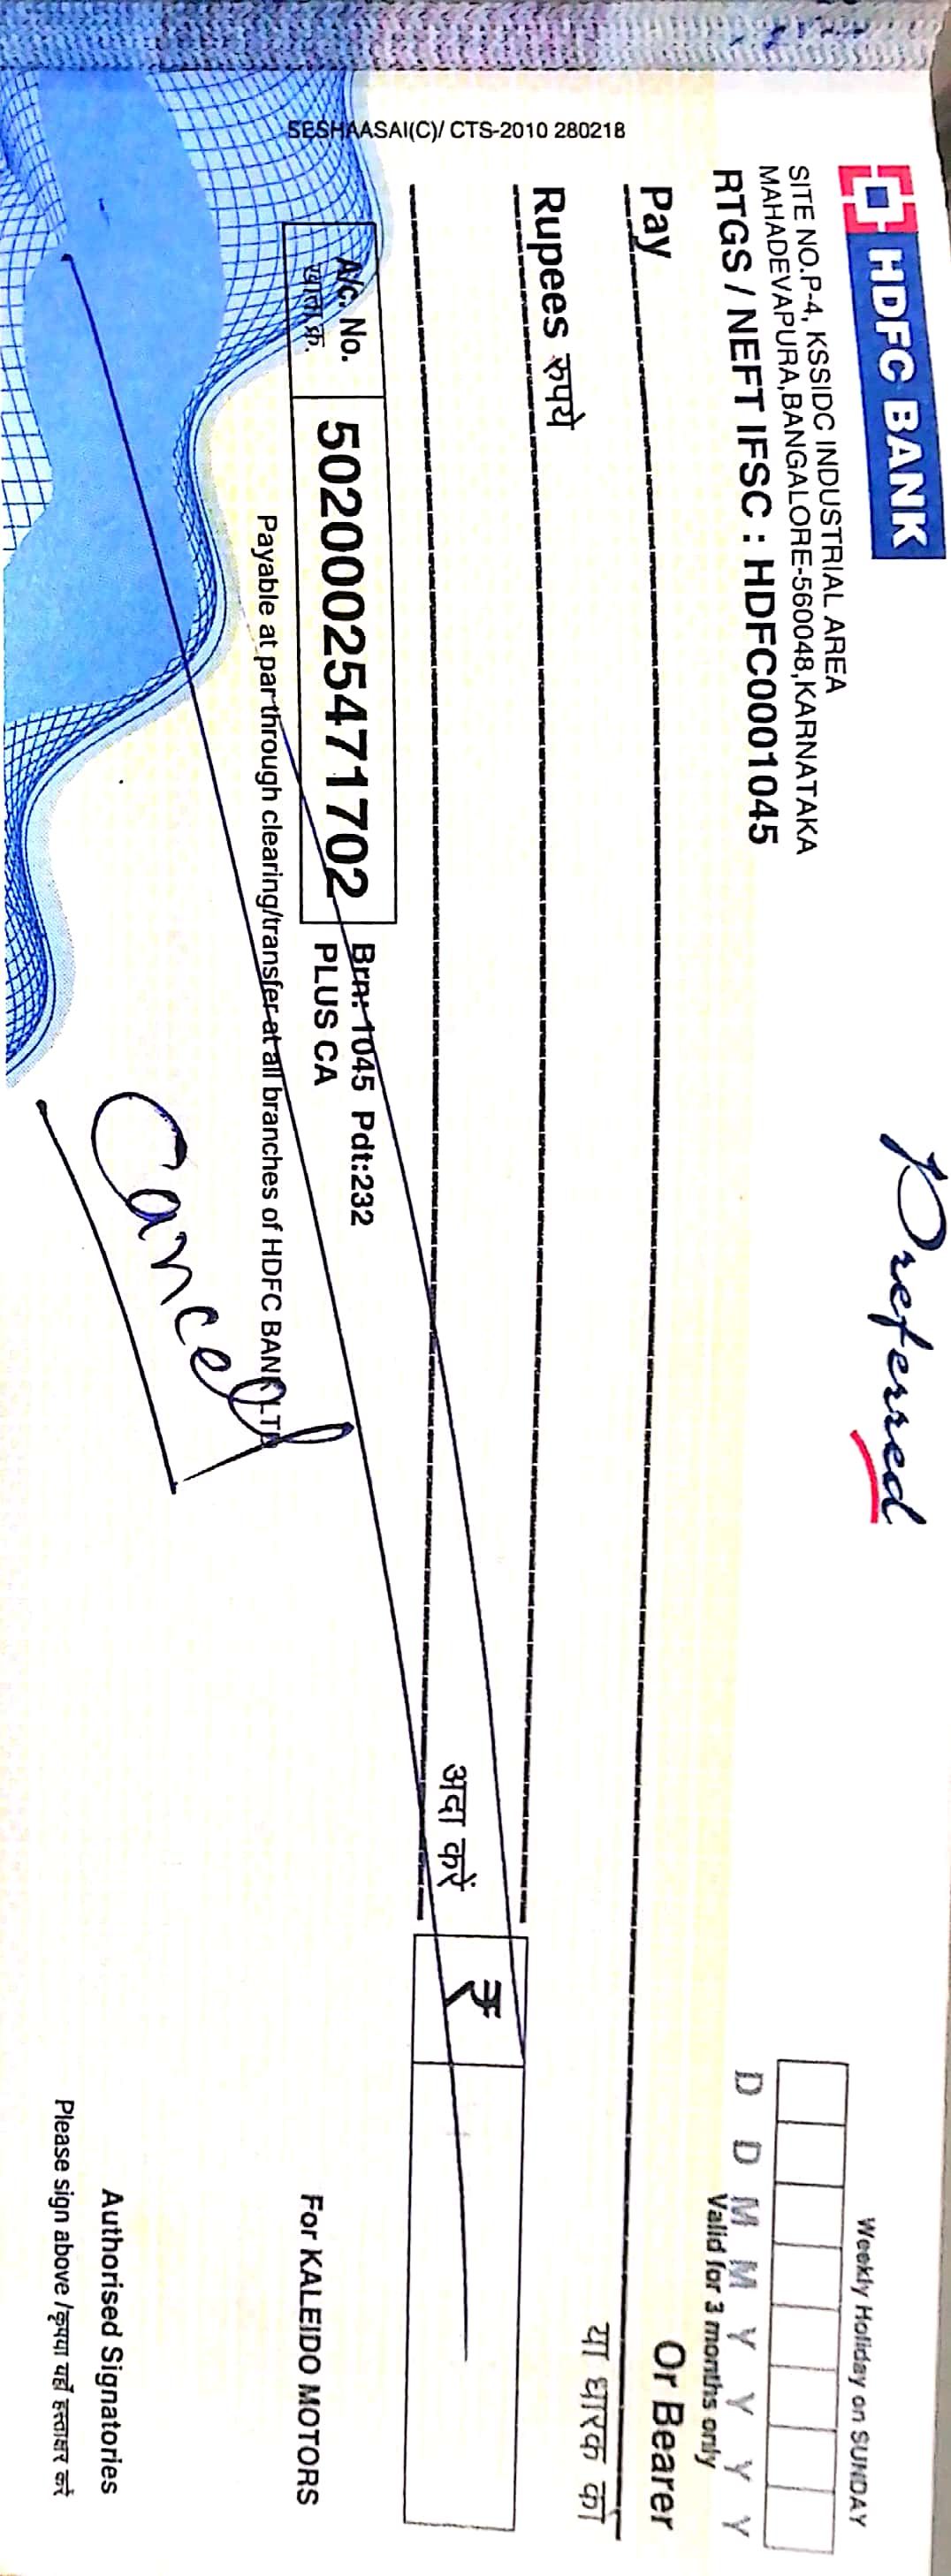 HDFC BANK
Preferred
Weekly Holiday on SUNDAY
SITE NO.P-4, KSSIDC INDUSTRIAL AREA
MAHADEVAPURA,BANGALORE-560048,KARNATAKA
RTGS / NEFT IFSC : HDFC0001045
D D M M Y Y Y Y
Valid for 3 months only
Pay
Or Bearer
या धारक को
Rupees रुपये
अदा करें
₹
A/c. No.
खाता क्र.
50200025471702
Brn: 1045 Pdt:232
PLUS CA
For KALEIDO MOTORS
Payable at par through clearing/transfer at all branches of HDFC BANK LTD
Cancel
Authorised Signatories
Please sign above /कृपया यहाँ हस्ताक्षर करें
SESHAASAI(C)/ CTS-2010 280218